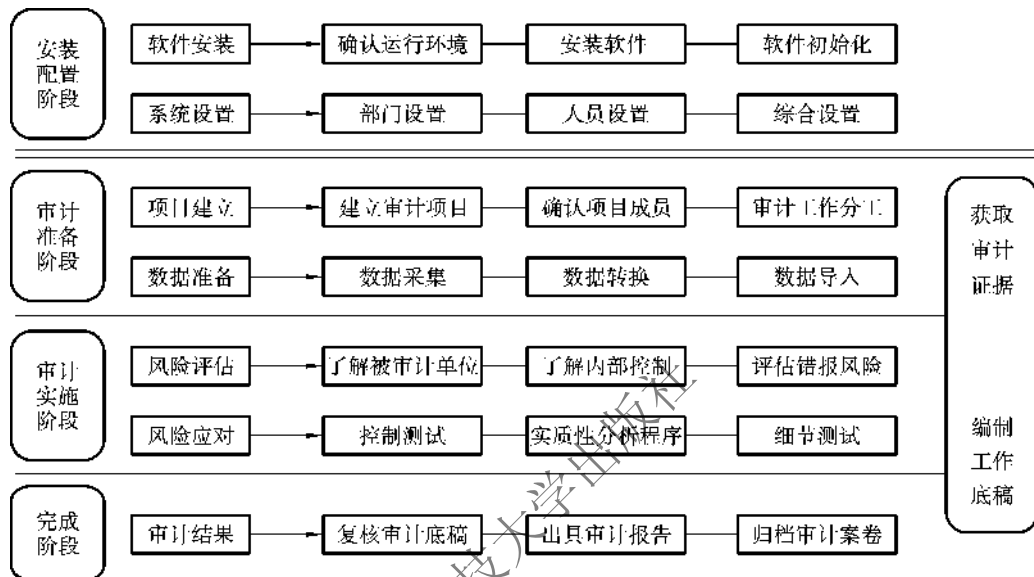 安装
配置
阶段
软件安装
确认运行环境
安装软件
软件初始化
系统设置
部门设置
人员设置
综合设置
审计
准备
阶段
项目建立
建立审计项目
确认项目成员
审计工作分工
数据准备
数据采集
数据转换
数据导入
获取
审计
证据
审计
实施
阶段
风险评估
了解被审计单位
了解内部控制
评估错报风险
风险应对
控制测试
实质性分析程序
细节测试
编制
工作
底稿
完成
阶段
审计结果
复核审计底稿
出具审计报告
归档审计案卷
技大学出版社